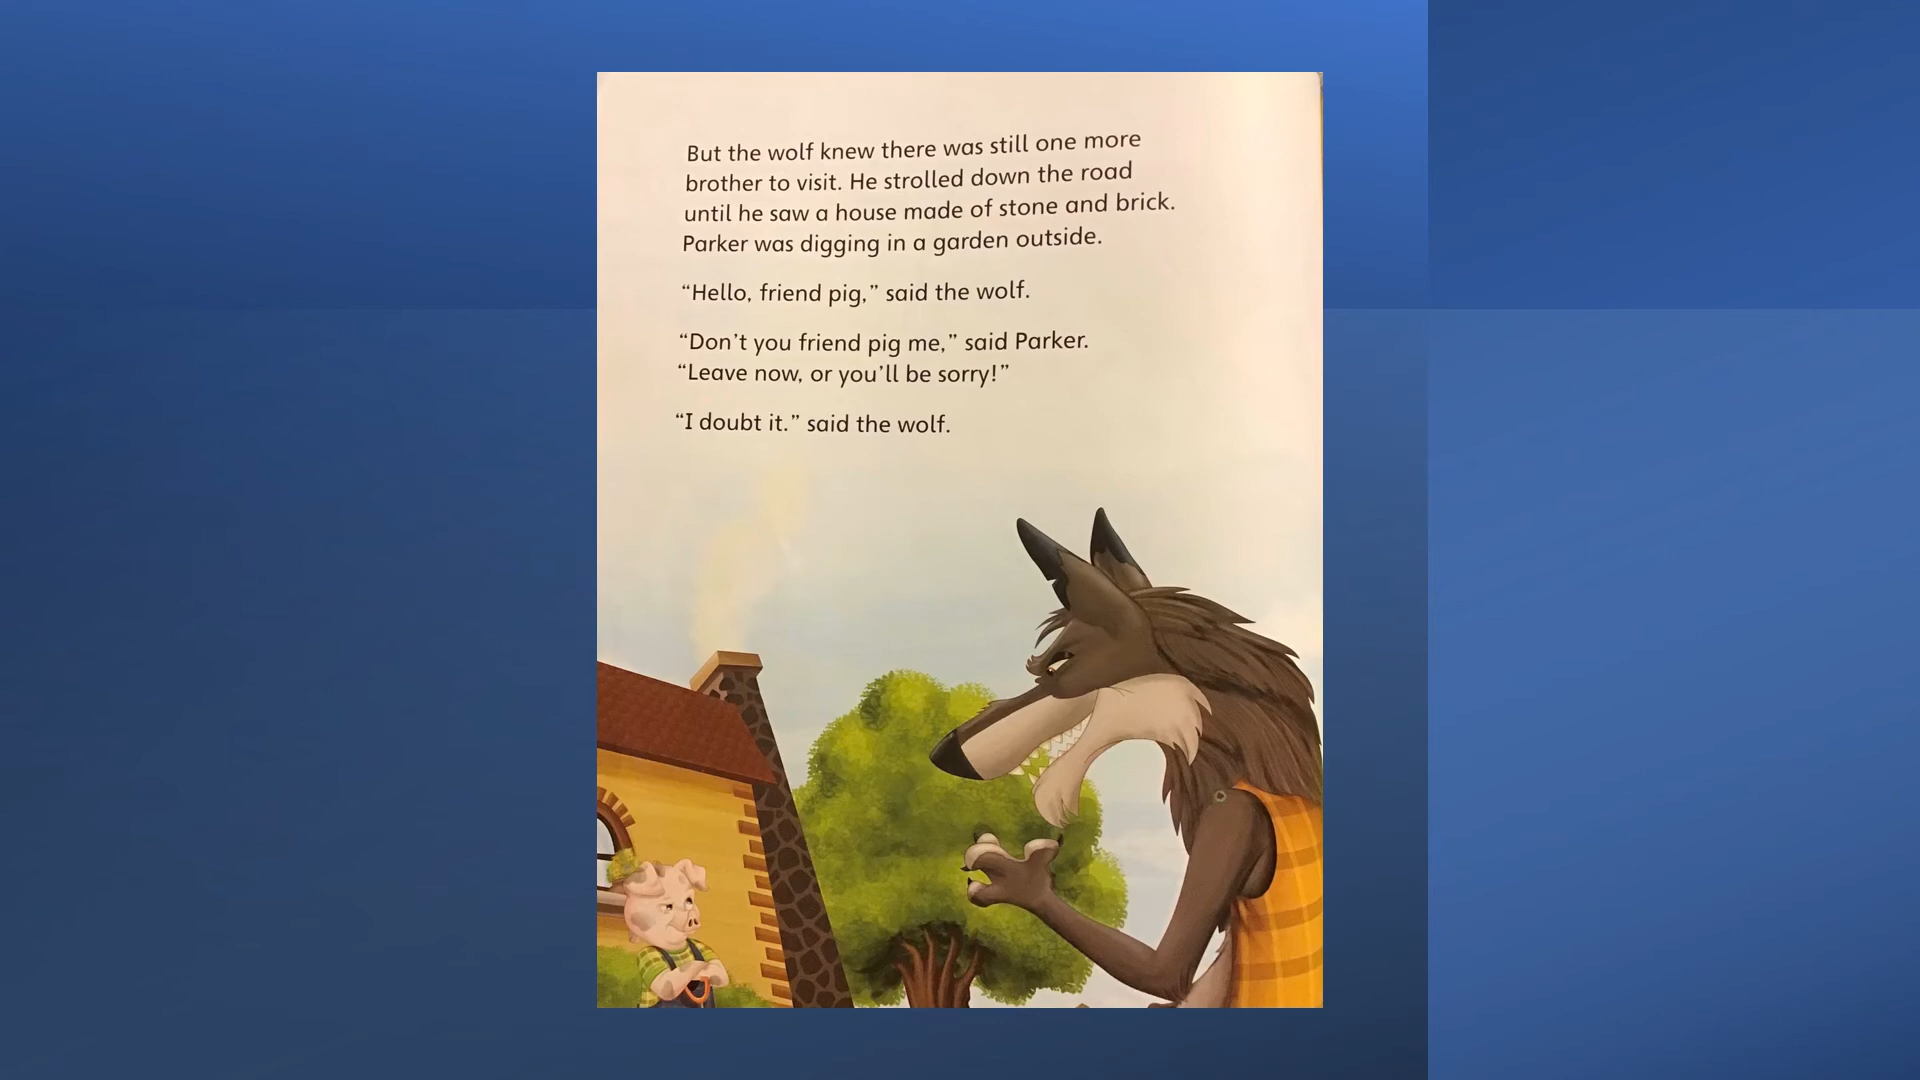 But the wolf knew there was still one more
brother to visit. He strolled down the road
until he saw a house made of stone and brick.
Parker was digging in a garden outside.
“Hello, friend pig,” said the wolf.
“Don’t you friend pig me,” said Parker.
“Leave now, or you’ll be sorry!”
“I doubt it.” said the wolf.